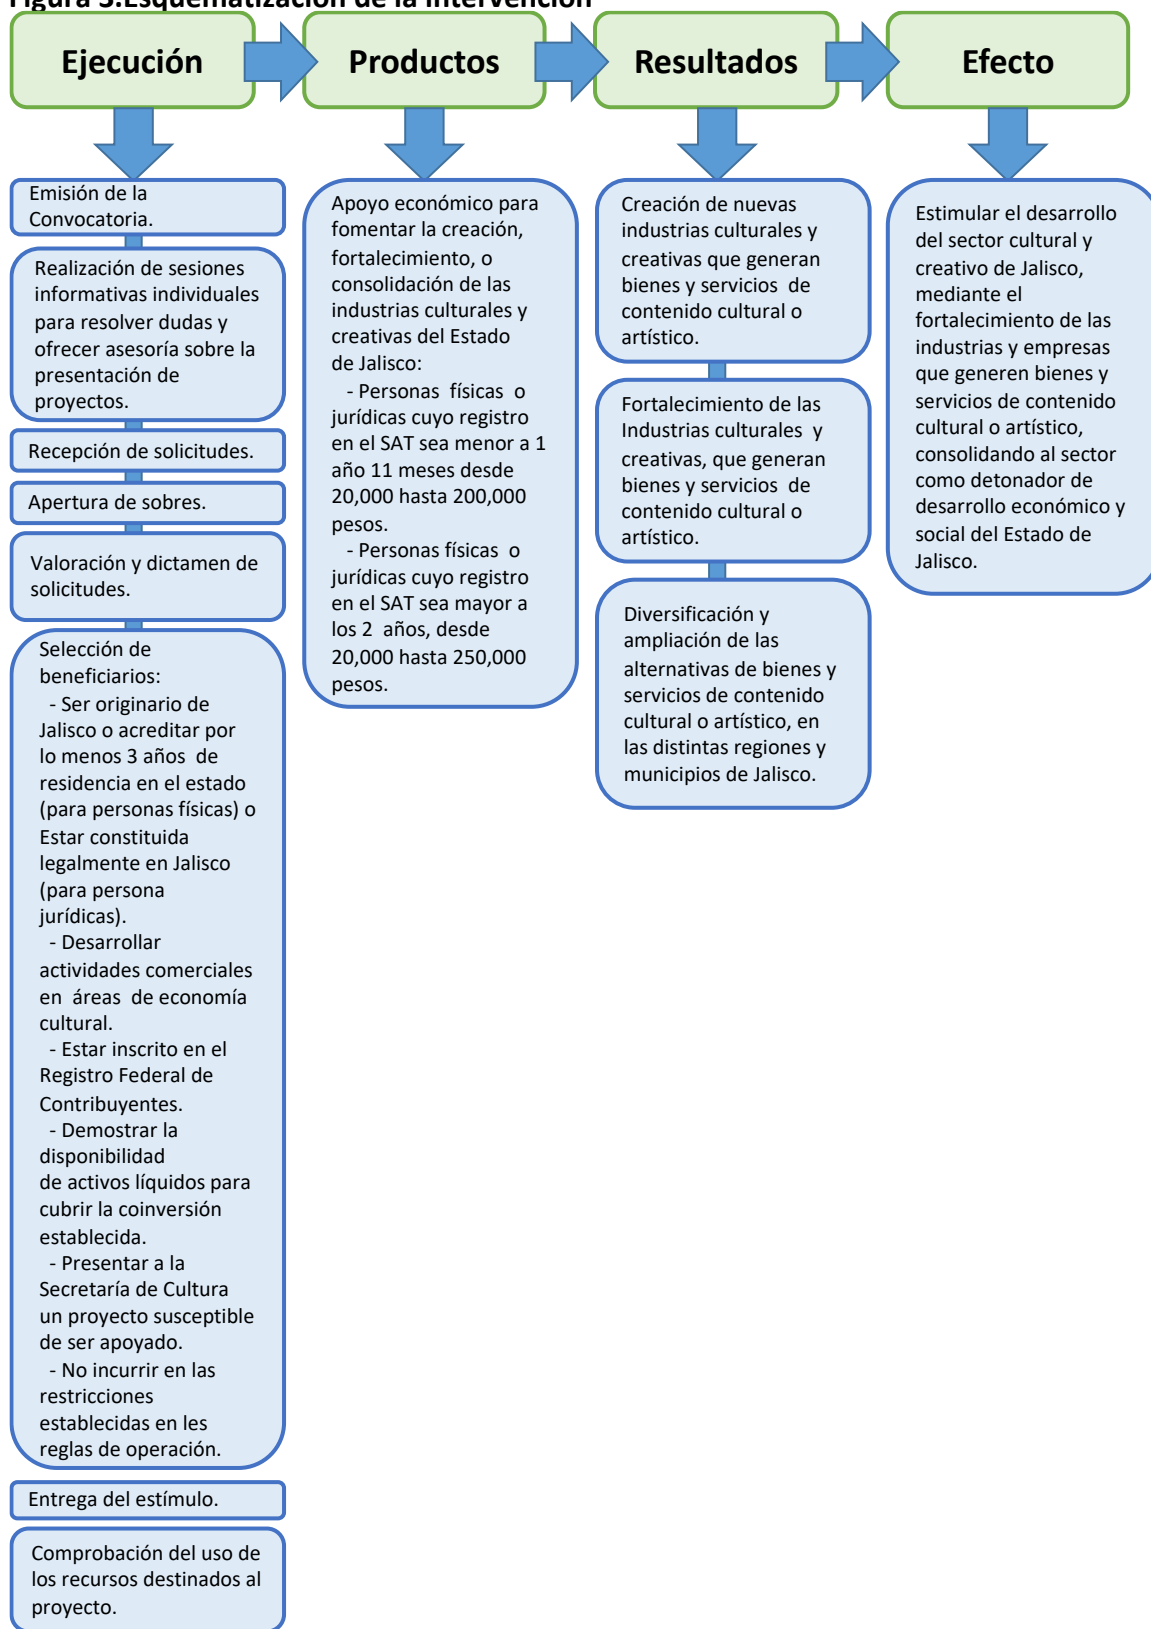 Figura 3.Esquematización de la intervención
Ejecución
Productos
Resultados
Efecto
Emisión de la
Convocatoria.
Realización de sesiones
informativas individuales
para resolver dudas y
ofrecer asesoría sobre la
presentación de
proyectos.
Recepción de solicitudes.
Apertura de sobres.
Valoración y dictamen de
solicitudes.
Selección de
beneficiarios:
- Ser originario de
Jalisco o acreditar por
lo menos 3 años de
residencia en el estado
(para personas físicas) o
Estar constituida
legalmente en Jalisco
(para persona
jurídicas).
- Desarrollar
actividades comerciales
en áreas de economía
cultural.
- Estar inscrito en el
Registro Federal de
Contribuyentes.
- Demostrar la
disponibilidad
de activos líquidos para
cubrir la coinversión
establecida.
- Presentar a la
Secretaría de Cultura
un proyecto susceptible
de ser apoyado.
- No incurrir en las
restricciones
establecidas en les
reglas de operación.
Entrega del estímulo.
Comprobación del uso de
los recursos destinados al
proyecto.
Apoyo económico para
fomentar la creación,
fortalecimiento, o
consolidación de las
industrias culturales y
creativas del Estado
de Jalisco:
- Personas físicas o
jurídicas cuyo registro
en el SAT sea menor a 1
año 11 meses desde
20,000 hasta 200,000
pesos.
- Personas físicas o
jurídicas cuyo registro
en el SAT sea mayor a
los 2 años, desde
20,000 hasta 250,000
pesos.
Creación de nuevas
industrias culturales y
creativas que generan
bienes y servicios de
contenido cultural o
artístico.
Fortalecimiento de las
Industrias culturales y
creativas, que generan
bienes y servicios de
contenido cultural o
artístico.
Diversificación y
ampliación de las
alternativas de bienes y
servicios de contenido
cultural o artístico, en
las distintas regiones y
municipios de Jalisco.
Estimular el desarrollo
del sector cultural y
creativo de Jalisco,
mediante el
fortalecimiento de las
industrias y empresas
que generen bienes y
servicios de contenido
cultural o artístico,
consolidando al sector
como detonador de
desarrollo económico y
social del Estado de
Jalisco.